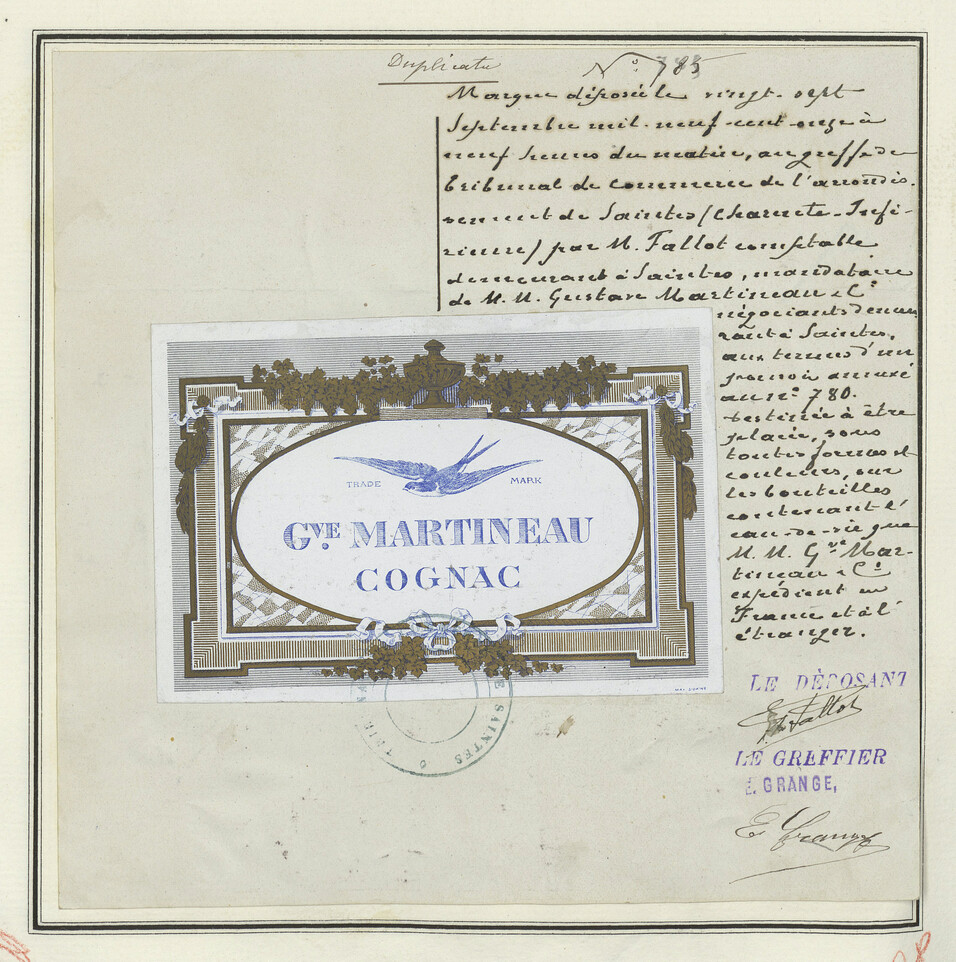 Duplicata
N° 785
Marque déposée le vingt-sept
Septembre mil-neuf-cent-onze à
neuf heures du matin, au greffe du
tribunal de commerce de l'arrondis-
sement de Saintes (Charente-Infé-
rieure) par M. Fallot comptable
demeurant à Saintes, mandataire
de M. M. Gustave Martineau & Cie
négociants demeu-
rant à Saintes,
aux termes d'un
pouvoir annexé
au n° 780.
Destinée à être
placée, sous
toutes formes et
couleurs, sur
les bouteilles
contenant l'
eau-de-vie que
M. M. Gve Mar-
tineau & Cie
expédient en
France et à l'
étranger.
TRADE MARK
GVE. MARTINEAU
COGNAC
LE DÉPOSANT
Fallot
LE GREFFIER
E. GRANGE,
E Grange
DE SAINTES